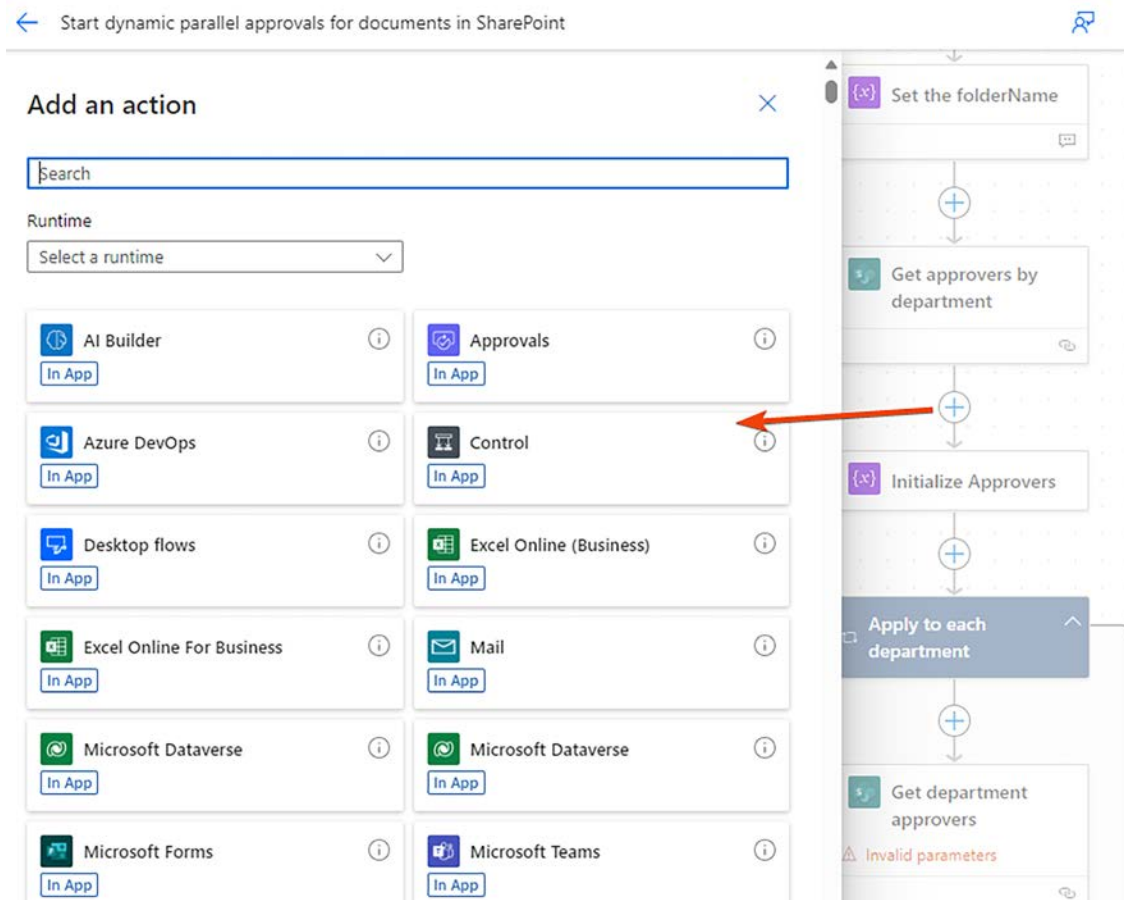 Start dynamic parallel approvals for documents in SharePoint
Add an action
Search
Runtime
Select a runtime
AI Builder
In App
Approvals
In App
Azure DevOps
In App
Control
In App
Desktop flows
In App
Excel Online (Business)
In App
Excel Online For Business
In App
Mail
In App
Microsoft Dataverse
In App
Microsoft Dataverse
In App
Microsoft Forms
In App
Microsoft Teams
In App
{x} Set the folderName
Get approvers by
department
{x} Initialize Approvers
Apply to each
department
Get department
approvers
Invalid parameters